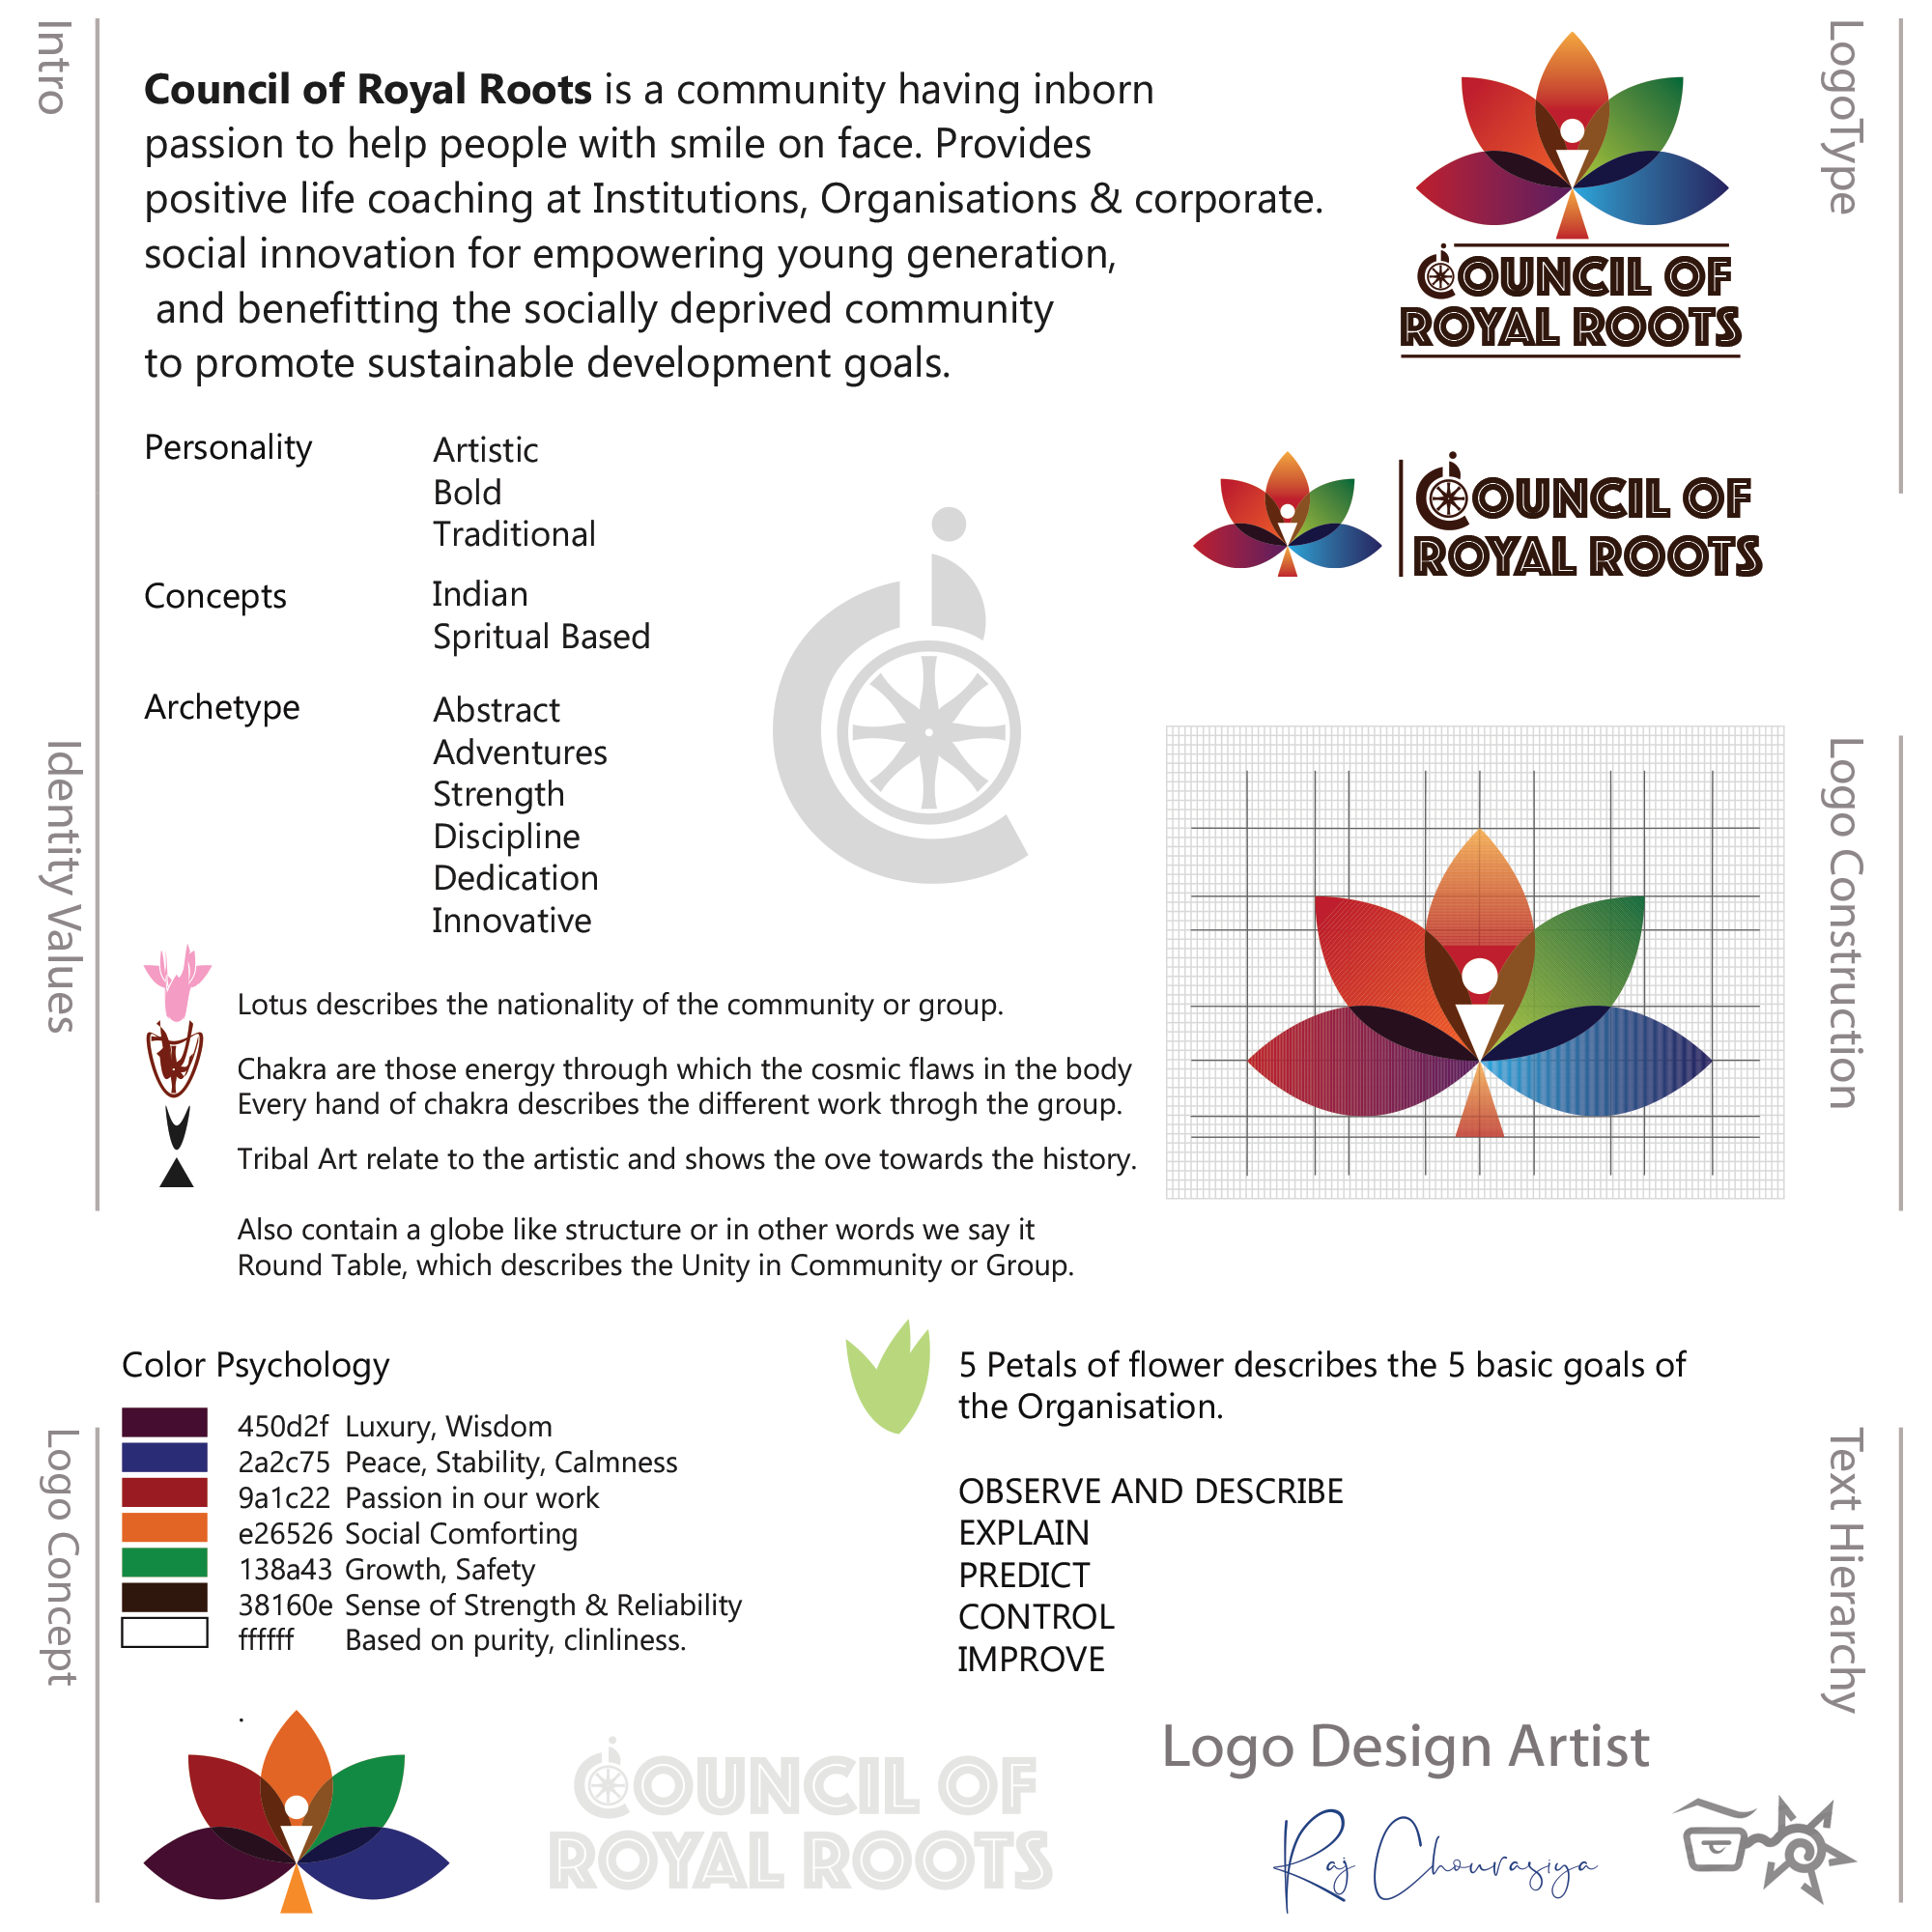 Intro
Council of Royal Roots is a community having inborn
passion to help people with smile on face. Provides
positive life coaching at Institutions, Organisations & corporate.
social innovation for empowering young generation,
and benefitting the socially deprived community
to promote sustainable development goals.
LogoType
COUNCIL OF
ROYAL ROOTS
COUNCIL OF
ROYAL ROOTS
Identity Values
Personality
Artistic
Bold
Traditional
Concepts
Indian
Spritual Based
Archetype
Abstract
Adventures
Strength
Discipline
Dedication
Innovative
Lotus describes the nationality of the community or group.
Chakra are those energy through which the cosmic flaws in the body
Every hand of chakra describes the different work throgh the group.
Tribal Art relate to the artistic and shows the ove towards the history.
Also contain a globe like structure or in other words we say it
Round Table, which describes the Unity in Community or Group.
Logo Construction
Logo Concept
Color Psychology
450d2f Luxury, Wisdom
2a2c75 Peace, Stability, Calmness
9a1c22 Passion in our work
e26526 Social Comforting
138a43 Growth, Safety
38160e Sense of Strength & Reliability
ffffff Based on purity, clinliness.
.
5 Petals of flower describes the 5 basic goals of
the Organisation.
OBSERVE AND DESCRIBE
EXPLAIN
PREDICT
CONTROL
IMPROVE
Text Hierarchy
COUNCIL OF
ROYAL ROOTS
Logo Design Artist
Raj Chourasiya